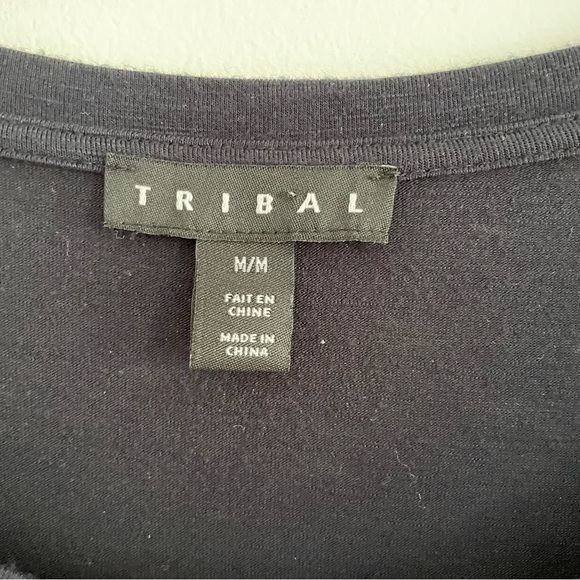 TRIBAL
M/M
FAIT EN
CHINE
MADE IN
CHINA